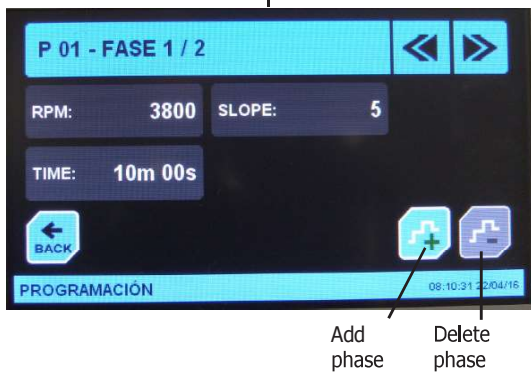 P 01 - FASE 1 / 2
RPM: 3800 SLOPE: 5
TIME: 10m 00s
BACK
PROGRAMACIÓN 08:10:31 22/04/16
Add phase
Delete phase